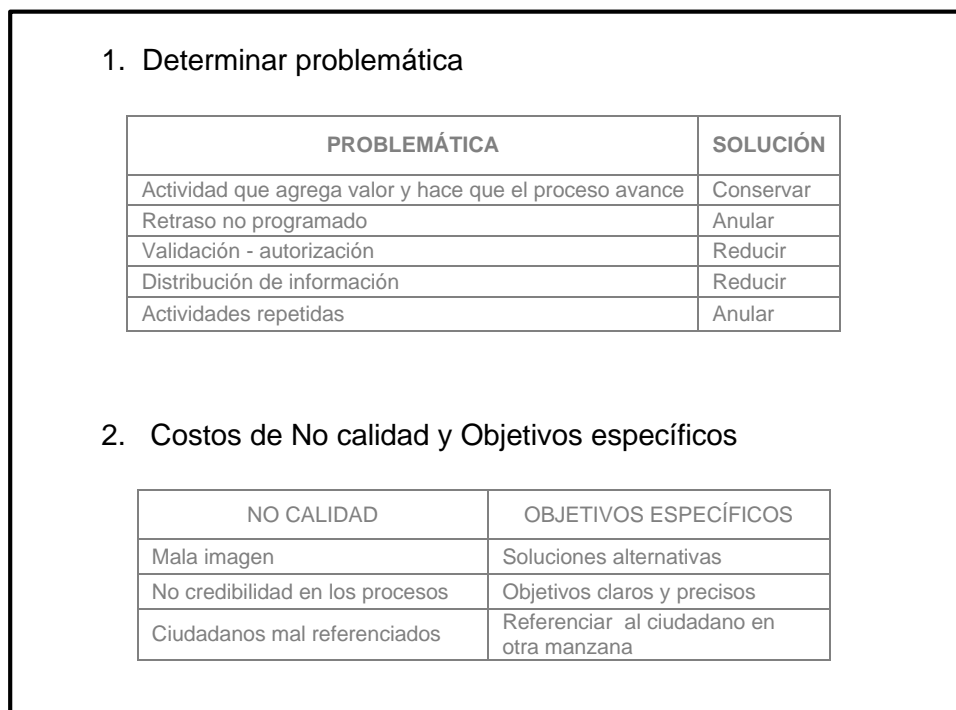 1. Determinar problemática
PROBLEMÁTICA SOLUCIÓN
Actividad que agrega valor y hace que el proceso avance Conservar
Retraso no programado Anular
Validación - autorización Reducir
Distribución de información Reducir
Actividades repetidas Anular
2. Costos de No calidad y Objetivos específicos
NO CALIDAD OBJETIVOS ESPECÍFICOS
Mala imagen Soluciones alternativas
No credibilidad en los procesos Objetivos claros y precisos
Ciudadanos mal referenciados Referenciar al ciudadano en
otra manzana